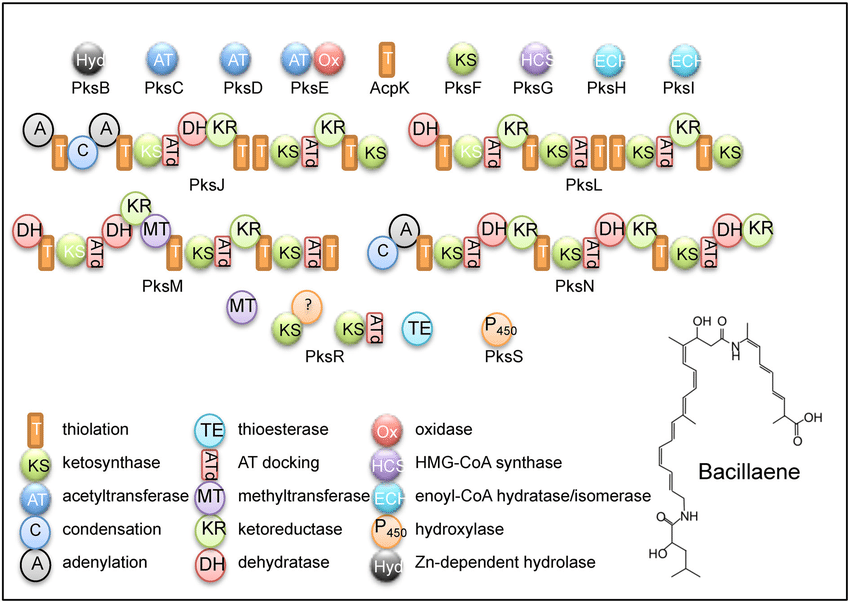 Hyd AT AT AT Ox T KS HCS ECH ECH
PksB PksC PksD PksE AcpK PksF PksG PksH PksI
A T C A T KS ATd DH KR T T KS ATd KR T KS
PksJ
DH T KS ATd KR T KS ATd T T KS ATd KR T KS
PksL
DH T KS ATd DH KR MT T KS ATd KR T KS ATd T
PksM
C A T KS ATd DH KR T KS ATd DH KR T KS ATd DH KR
PksN
MT KS ? KS ATd TE
PksR
P450
PksS
T thiolation
KS ketosynthase
AT acetyltransferase
C condensation
A adenylation
TE thioesterase
ATd AT docking
MT methyltransferase
KR ketoreductase
DH dehydratase
Ox oxidase
HCS HMG-CoA synthase
ECH enoyl-CoA hydratase/isomerase
P450 hydroxylase
Hyd Zn-dependent hydrolase
OH
O
N
H
OH
O
NH
O
HO
Bacillaene